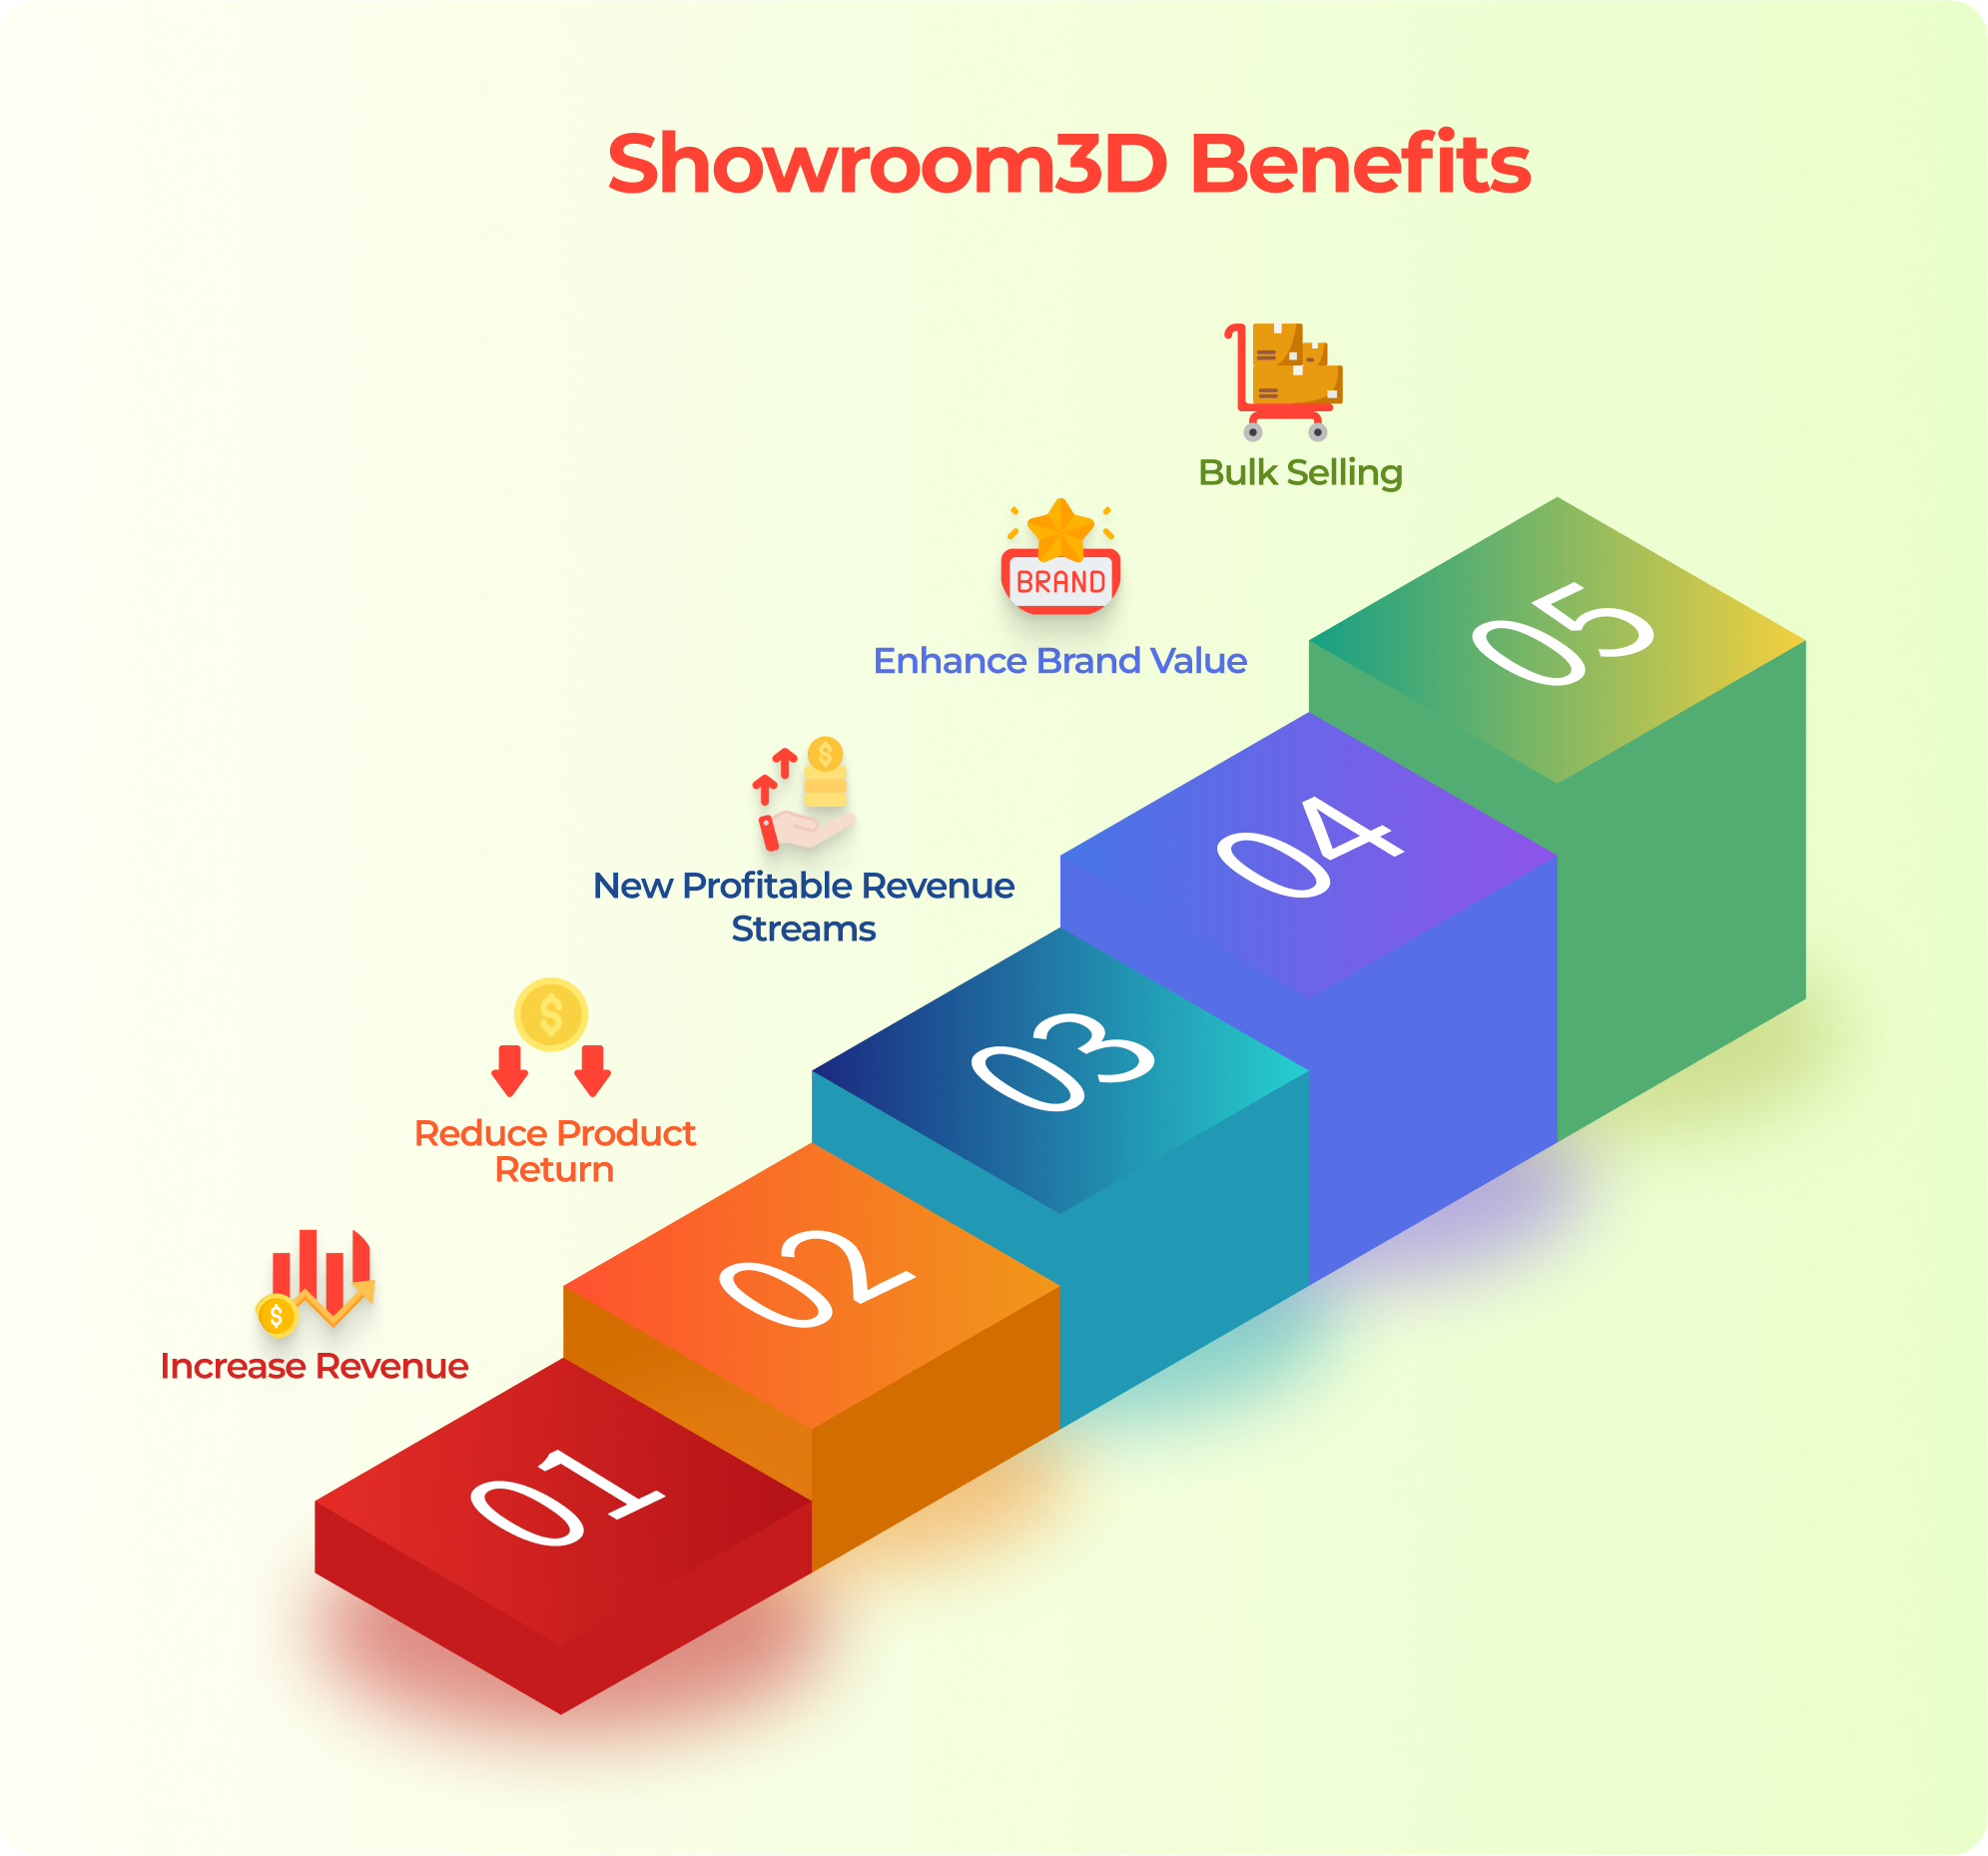 Showroom3D Benefits
Bulk Selling
BRAND
Enhance Brand Value
New Profitable Revenue
Streams
Reduce Product
Return
Increase Revenue
05
04
03
02
01
$
$
$